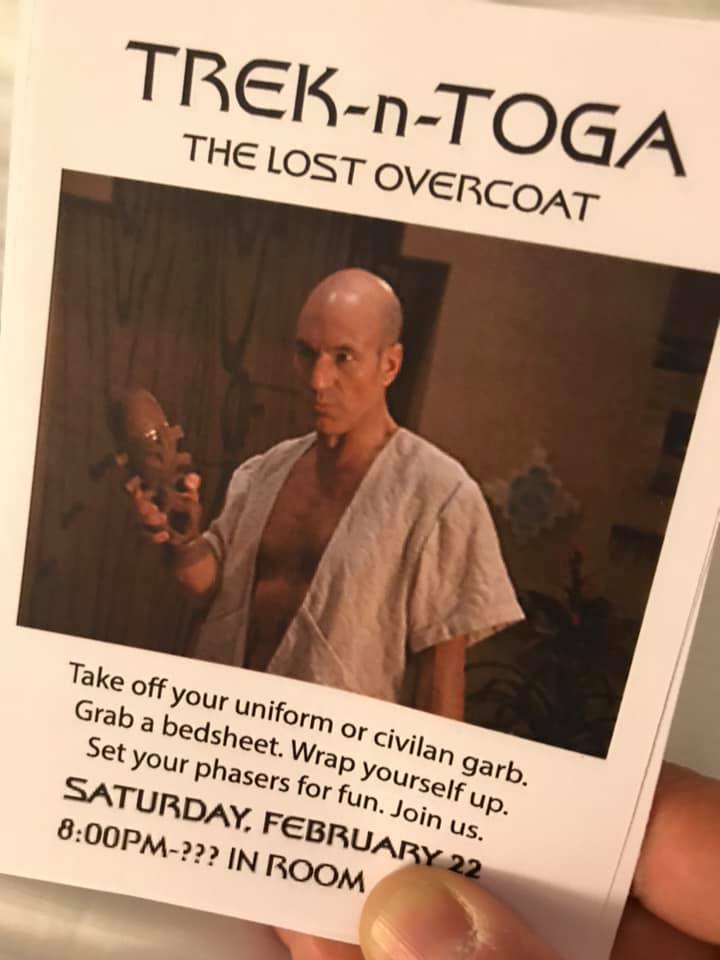 TREK-n-TOGA
THE LOST OVERCOAT
Take off your uniform or civilan garb.
Grab a bedsheet. Wrap yourself up.
Set your phasers for fun. Join us.
SATURDAY, FEBRUARY 22
8:00PM-??? IN ROOM